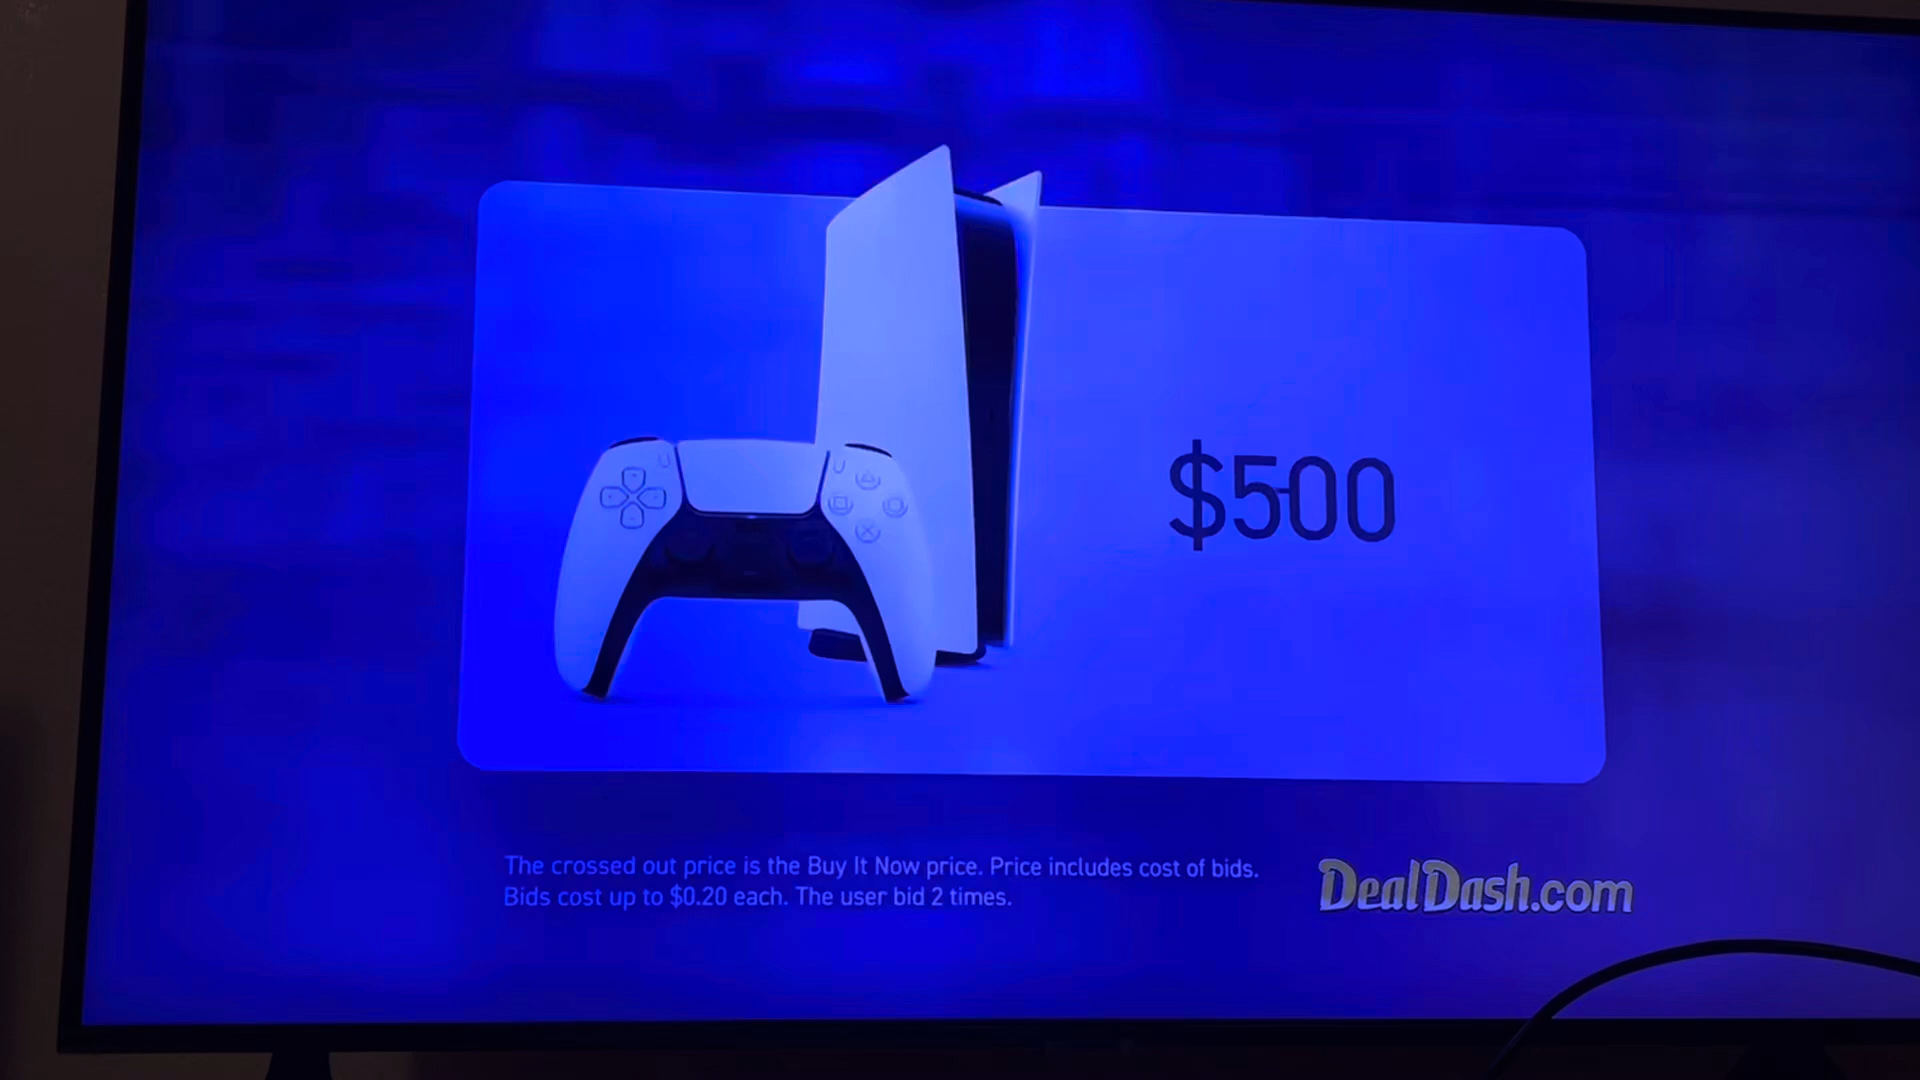 $500
The crossed out price is the Buy It Now price. Price includes cost of bids.
Bids cost up to $0.20 each. The user bid 2 times.
DealDash.com